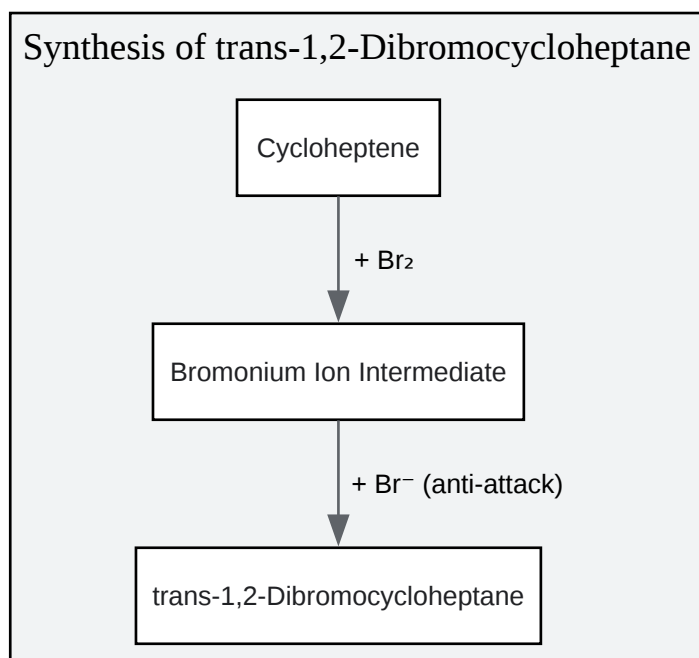 Synthesis of trans-1,2-Dibromocycloheptane
Cycloheptene
+ Br₂
Bromonium Ion Intermediate
+ Br⁻ (anti-attack)
trans-1,2-Dibromocycloheptane